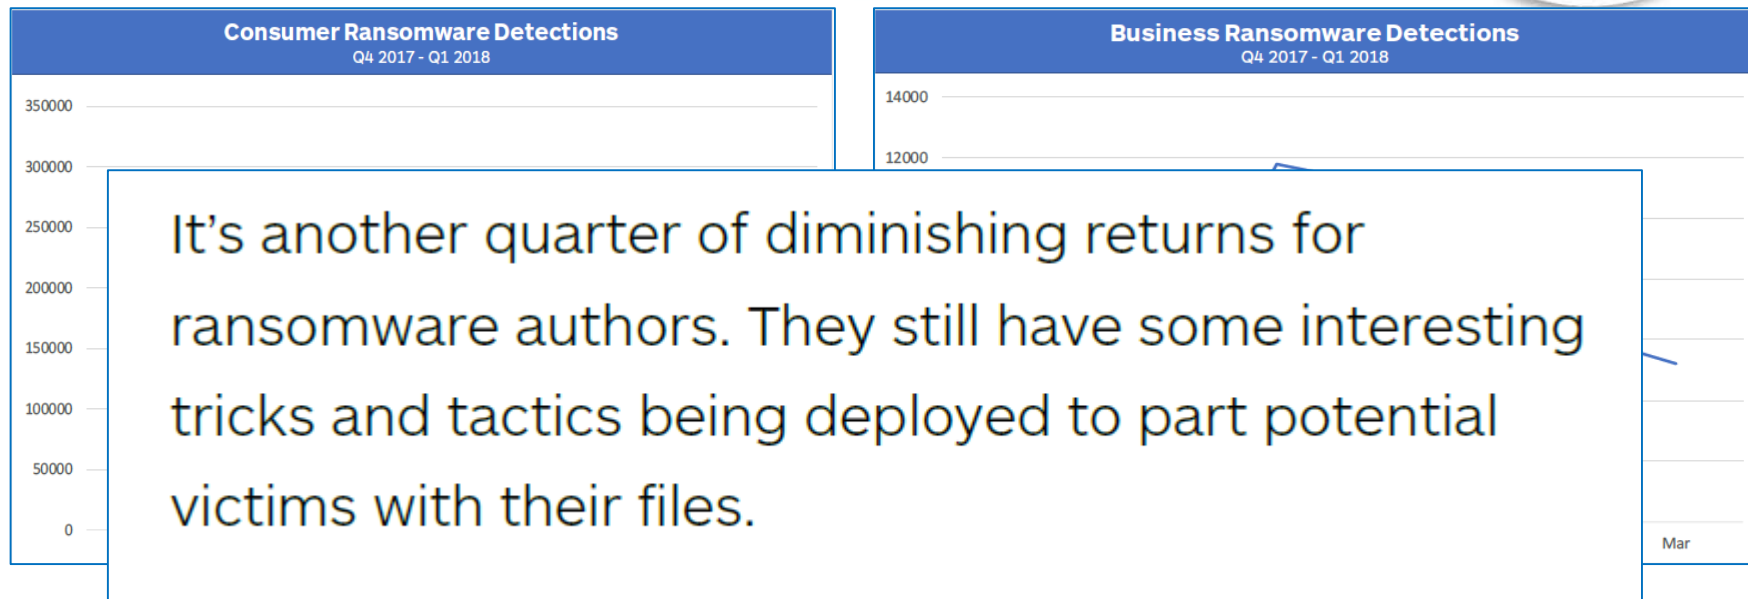 Consumer Ransomware Detections
Q4 2017 - Q1 2018
350000
300000
250000
200000
150000
100000
50000
0
Business Ransomware Detections
Q4 2017 - Q1 2018
14000
12000
Mar
It's another quarter of diminishing returns for
ransomware authors. They still have some interesting
tricks and tactics being deployed to part potential
victims with their files.